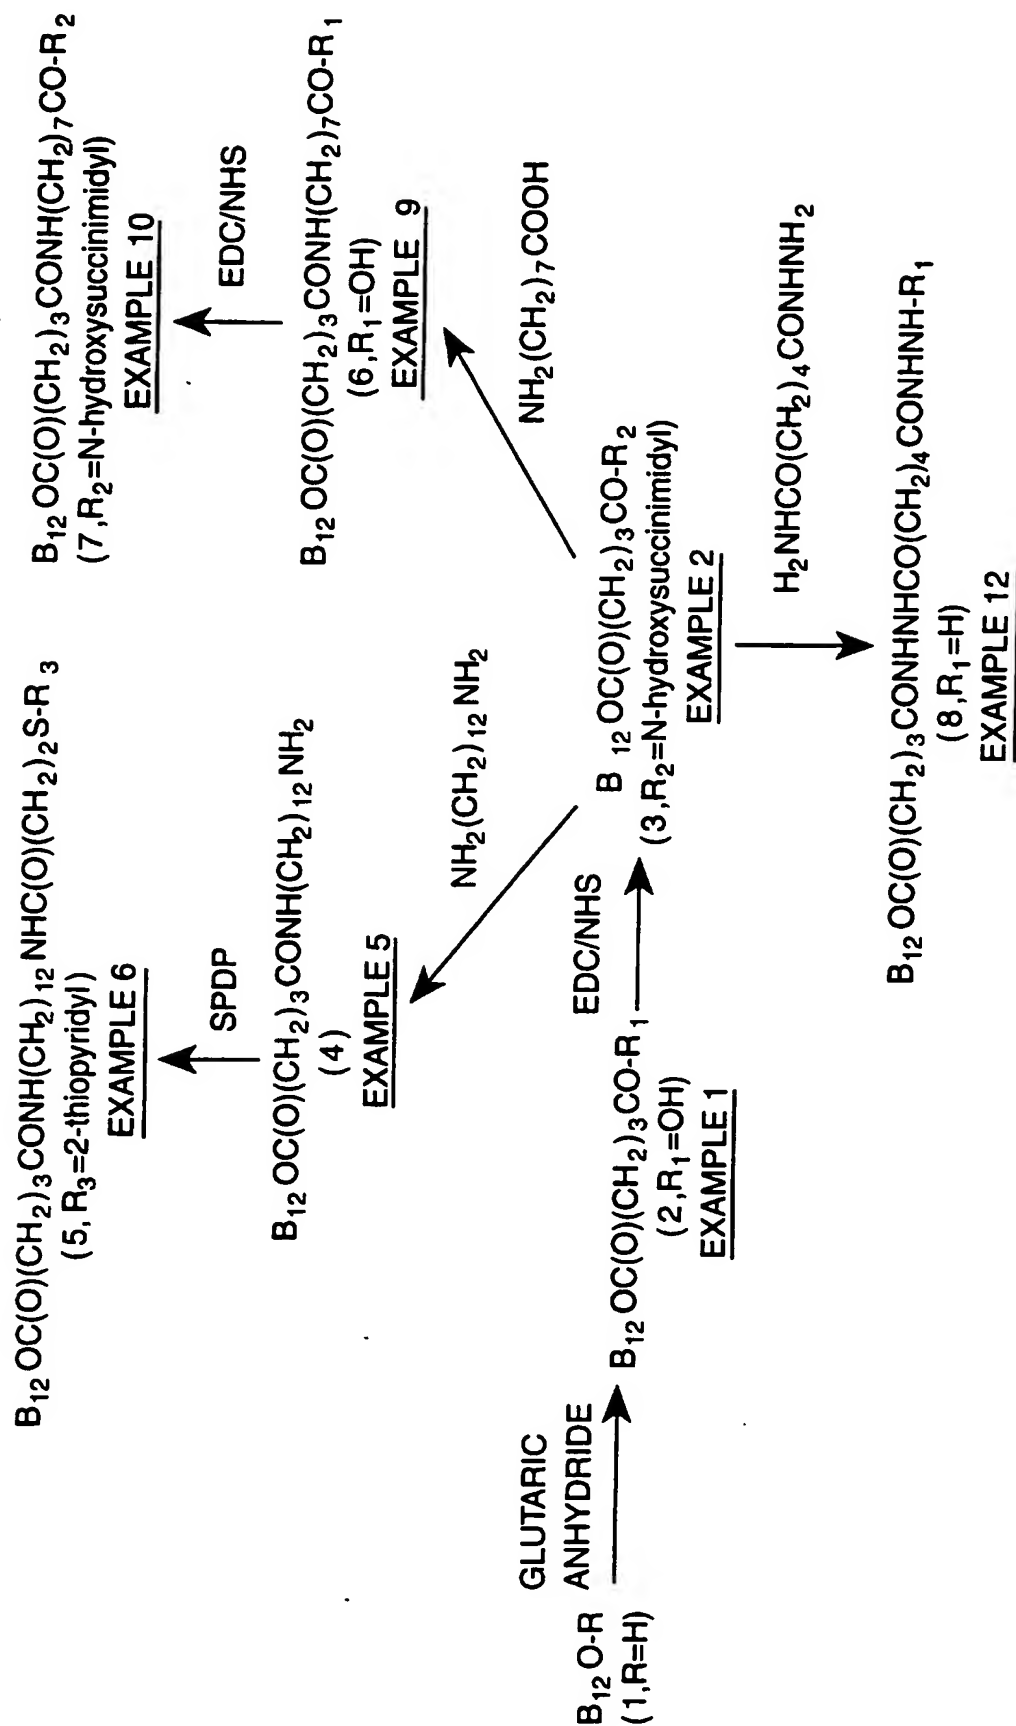 B12OC(O)(CH2)3CONH(CH2)12NHC(O)(CH2)2S-R3
(5,R3=2-thiopyridyl)
EXAMPLE 6
SPDP
B12OC(O)(CH2)3CONH(CH2)12NH2
(4)
EXAMPLE 5
NH2(CH2)12NH2
B12OC(O)(CH2)3CONH(CH2)7CO-R2
(7,R2=N-hydroxysuccinimidyl)
EXAMPLE 10
EDC/NHS
B12OC(O)(CH2)3CONH(CH2)7CO-R1
(6,R1=OH)
EXAMPLE 9
NH2(CH2)7COOH
GLUTARIC
ANHYDRIDE
B12O-R
(1,R=H)
B12OC(O)(CH2)3CO-R1
(2,R1=OH)
EXAMPLE 1
EDC/NHS
B12OC(O)(CH2)3CO-R2
(3,R2=N-hydroxysuccinimidyl)
EXAMPLE 2
H2NHCO(CH2)4CONHNH2
B12OC(O)(CH2)3CONHNHCO(CH2)4CONHNH-R1
(8,R1=H)
EXAMPLE 12